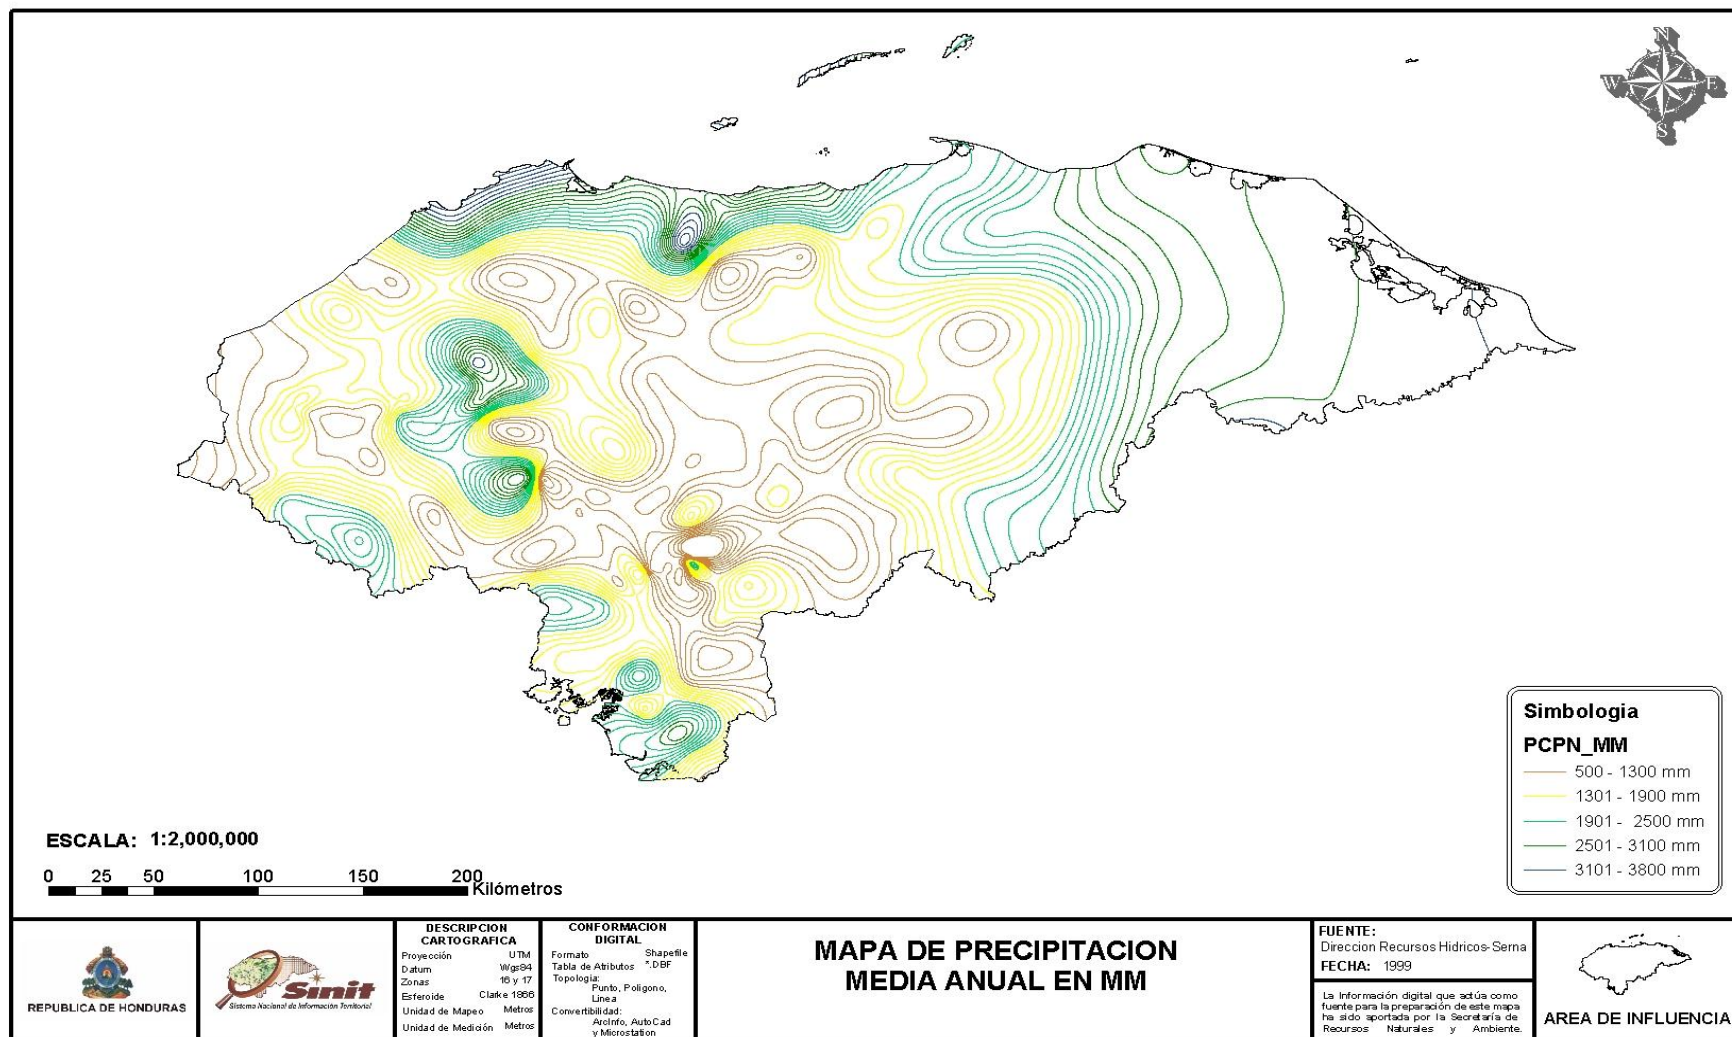 N
W
E
S
Simbologia
PCPN_MM
500 - 1300 mm
1301 - 1900 mm
1901 - 2500 mm
2501 - 3100 mm
3101 - 3800 mm
ESCALA: 1:2,000,000
0 25 50 100 150 200
Kilómetros
REPUBLICA DE HONDURAS
Sinit
Sistema Nacional de Información Territorial
DESCRIPCION
CARTOGRAFICA
Proyección UTM
Datum Wgs84
Zonas 16 y 17
Esferoide Clarke 1866
Unidad de Mapeo Metros
Unidad de Medición Metros
CONFORMACION
DIGITAL
Formato Shapefile
Tabla de Atributos *.DBF
Topologia:
Punto, Poligono,
Linea
Convertibilidad:
ArcInfo, AutoCad
y Microstation
MAPA DE PRECIPITACION
MEDIA ANUAL EN MM
FUENTE:
Direccion Recursos Hidricos-Serna
FECHA: 1999
La Información digital que actúa como
fuente para la preparación de este mapa
ha sido aportada por la Secretaría de
Recursos Naturales y Ambiente.
AREA DE INFLUENCIA